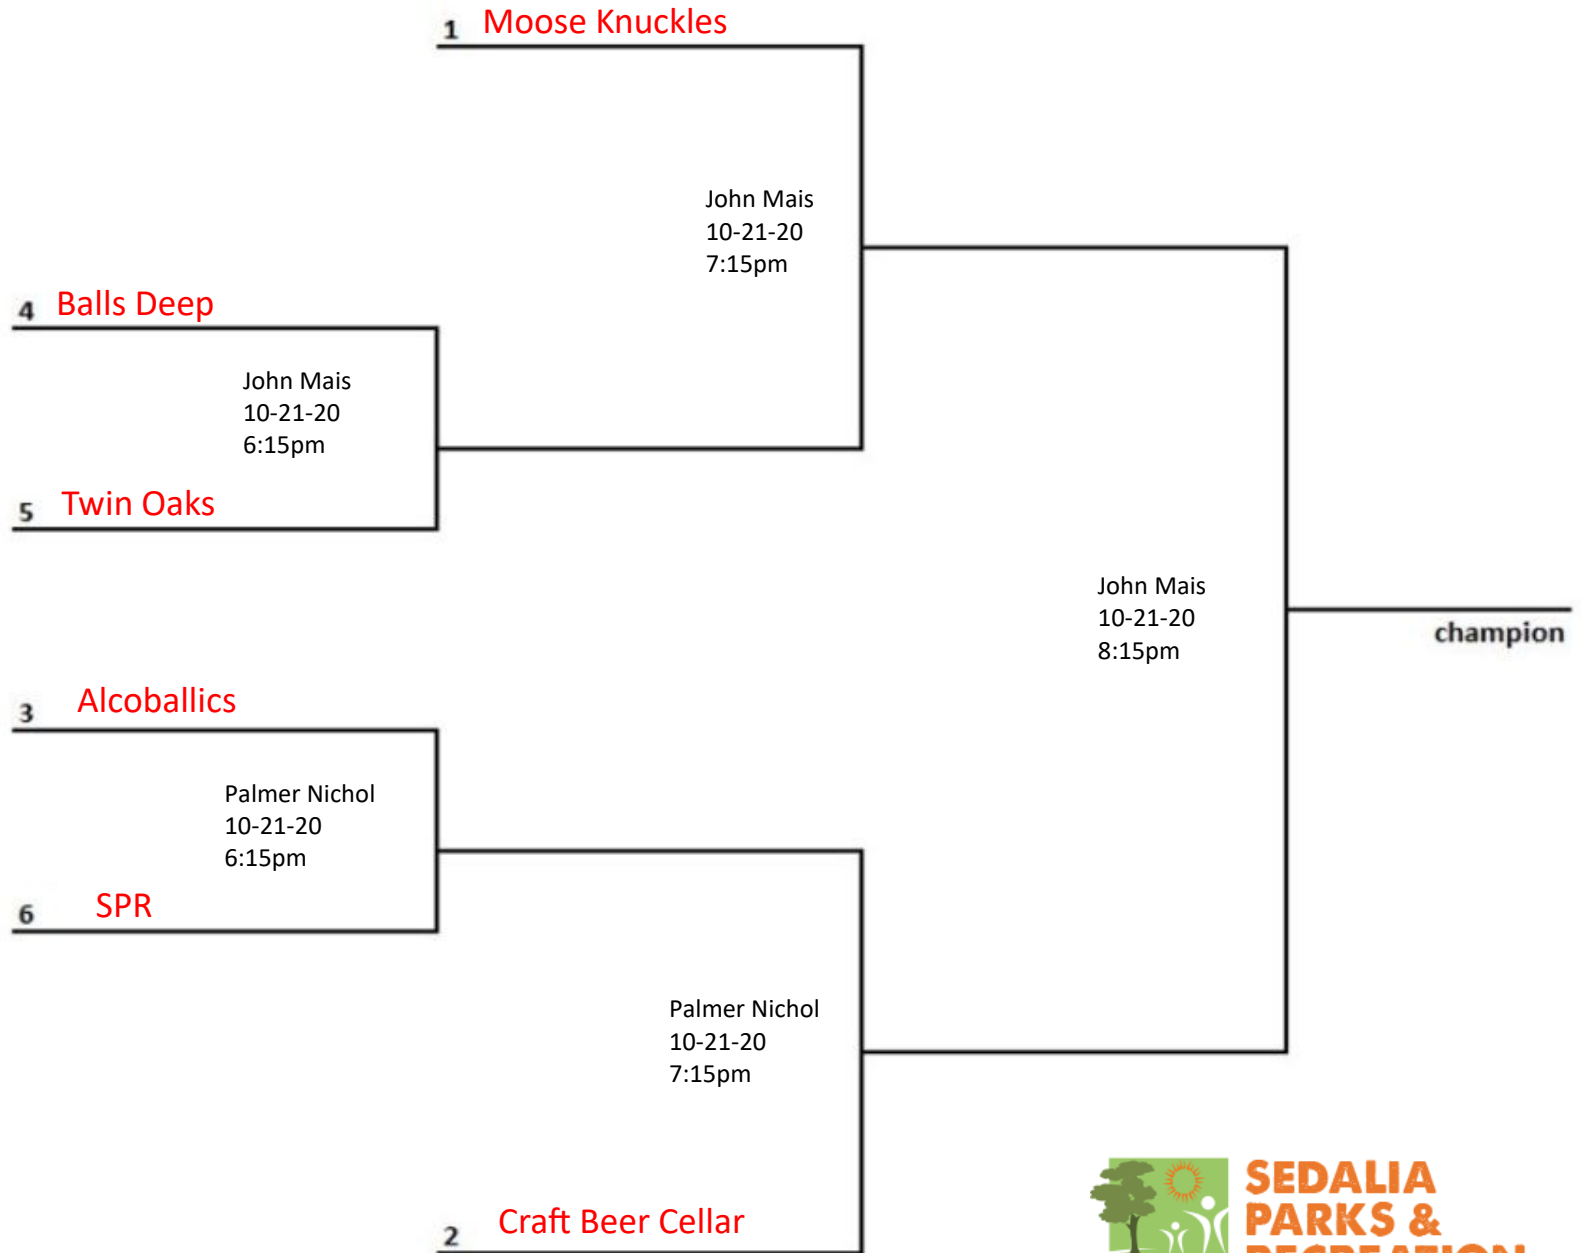 1 Moose Knuckles
John Mais
10-21-20
7:15pm
4 Balls Deep
John Mais
10-21-20
6:15pm
5 Twin Oaks
John Mais
10-21-20
8:15pm
champion
3 Alcoballics
Palmer Nichol
10-21-20
6:15pm
6 SPR
Palmer Nichol
10-21-20
7:15pm
2 Craft Beer Cellar
SEDALIA
PARKS &
RECREATION